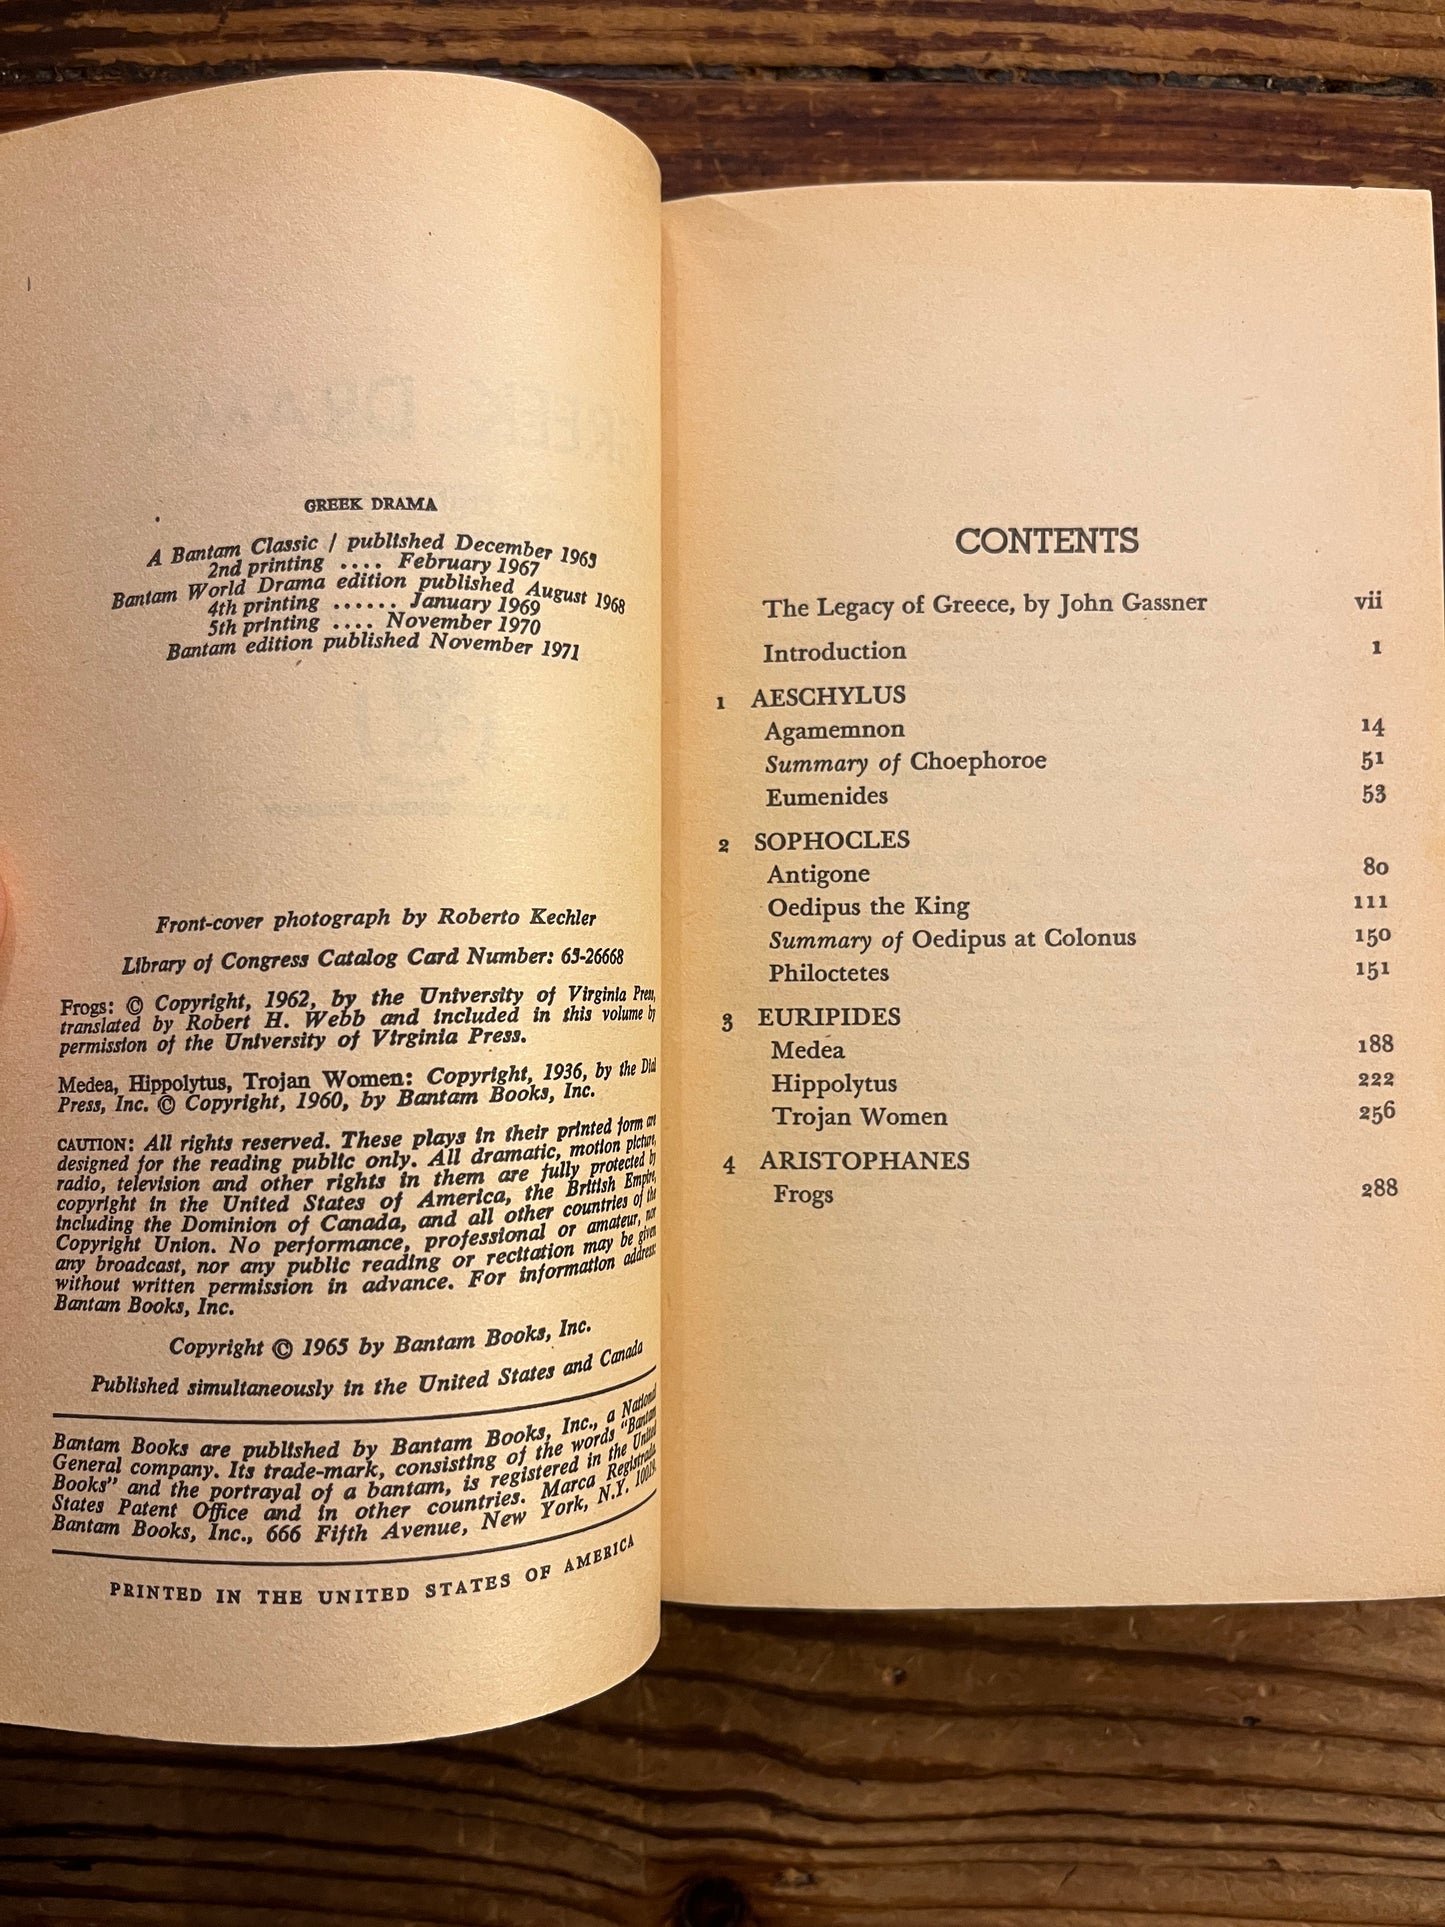 GREEK DRAMA
A Bantam Classic / published December 1965
2nd printing .... February 1967
Bantam World Drama edition published August 1968
4th printing ...... January 1969
5th printing .... November 1970
Bantam edition published November 1971
Front-cover photograph by Roberto Kechler
Library of Congress Catalog Card Number: 65-26668
Frogs: © Copyright, 1962, by the University of Virginia Press,
translated by Robert H. Webb and included in this volume by
permission of the University of Virginia Press.
Medea, Hippolytus, Trojan Women: Copyright, 1936, by the Dial
Press, Inc. © Copyright, 1960, by Bantam Books, Inc.
CAUTION: All rights reserved. These plays in their printed form are
designed for the reading public only. All dramatic, motion picture,
radio, television and other rights in them are fully protected by
copyright in the United States of America, the British Empire,
including the Dominion of Canada, and all other countries of the
Copyright Union. No performance, professional or amateur, nor
any broadcast, nor any public reading or recitation may be given
without written permission in advance. For information address:
Bantam Books, Inc.
Copyright © 1965 by Bantam Books, Inc.
Published simultaneously in the United States and Canada
Bantam Books are published by Bantam Books, Inc., a National
General company. Its trade-mark, consisting of the words "Bantam
Books" and the portrayal of a bantam, is registered in the United
States Patent Office and in other countries. Marca Registrada.
Bantam Books, Inc., 666 Fifth Avenue, New York, N.Y. 10019.
PRINTED IN THE UNITED STATES OF AMERICA
CONTENTS
The Legacy of Greece, by John Gassner vii
Introduction 1
1 AESCHYLUS
Agamemnon 14
Summary of Choephoroe 51
Eumenides 53
2 SOPHOCLES
Antigone 80
Oedipus the King 111
Summary of Oedipus at Colonus 150
Philoctetes 151
3 EURIPIDES
Medea 188
Hippolytus 222
Trojan Women 256
4 ARISTOPHANES
Frogs 288